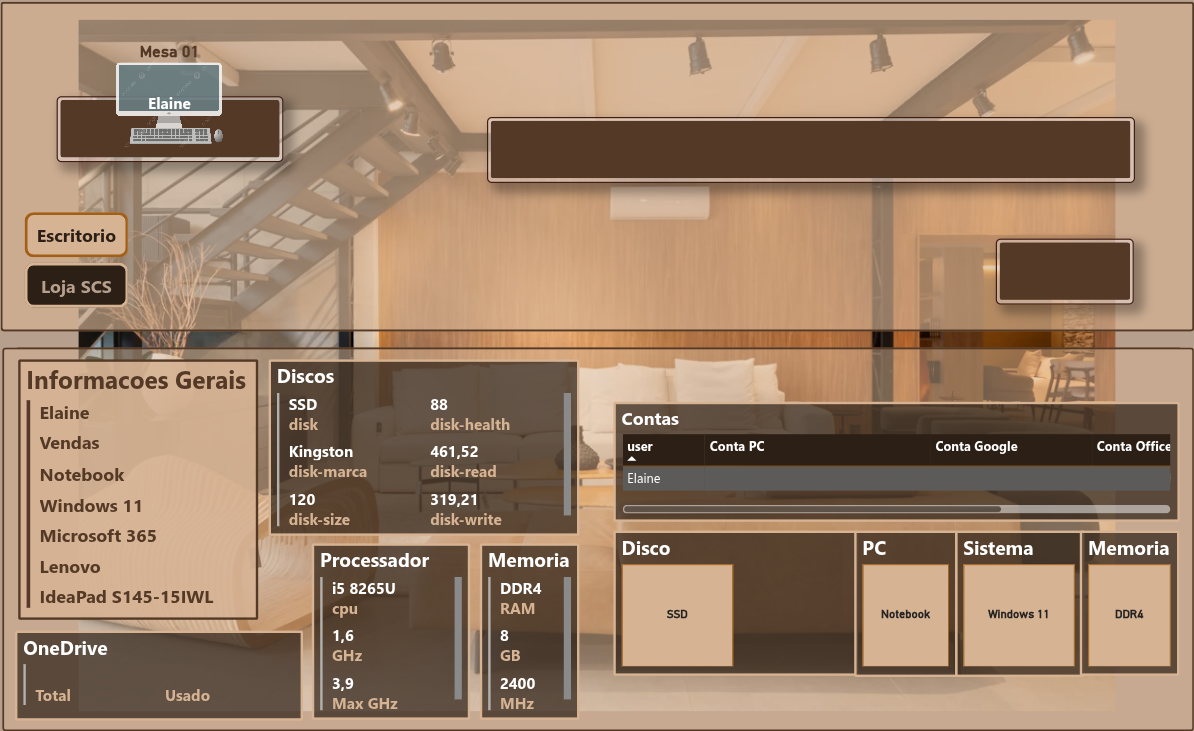 Mesa 01
Elaine
Escritorio
Loja SCS
Informacoes Gerais
Elaine
Vendas
Notebook
Windows 11
Microsoft 365
Lenovo
IdeaPad S145-15IWL
OneDrive
Total Usado
Discos
SSD 88
disk disk-health
Kingston 461,52
disk-marca disk-read
120 319,21
disk-size disk-write
Processador
i5 8265U
cpu
1,6
GHz
3,9
Max GHz
Memoria
DDR4
RAM
8
GB
2400
MHz
Contas
user Conta PC Conta Google Conta Office
Elaine
Disco
SSD
PC
Notebook
Sistema
Windows 11
Memoria
DDR4